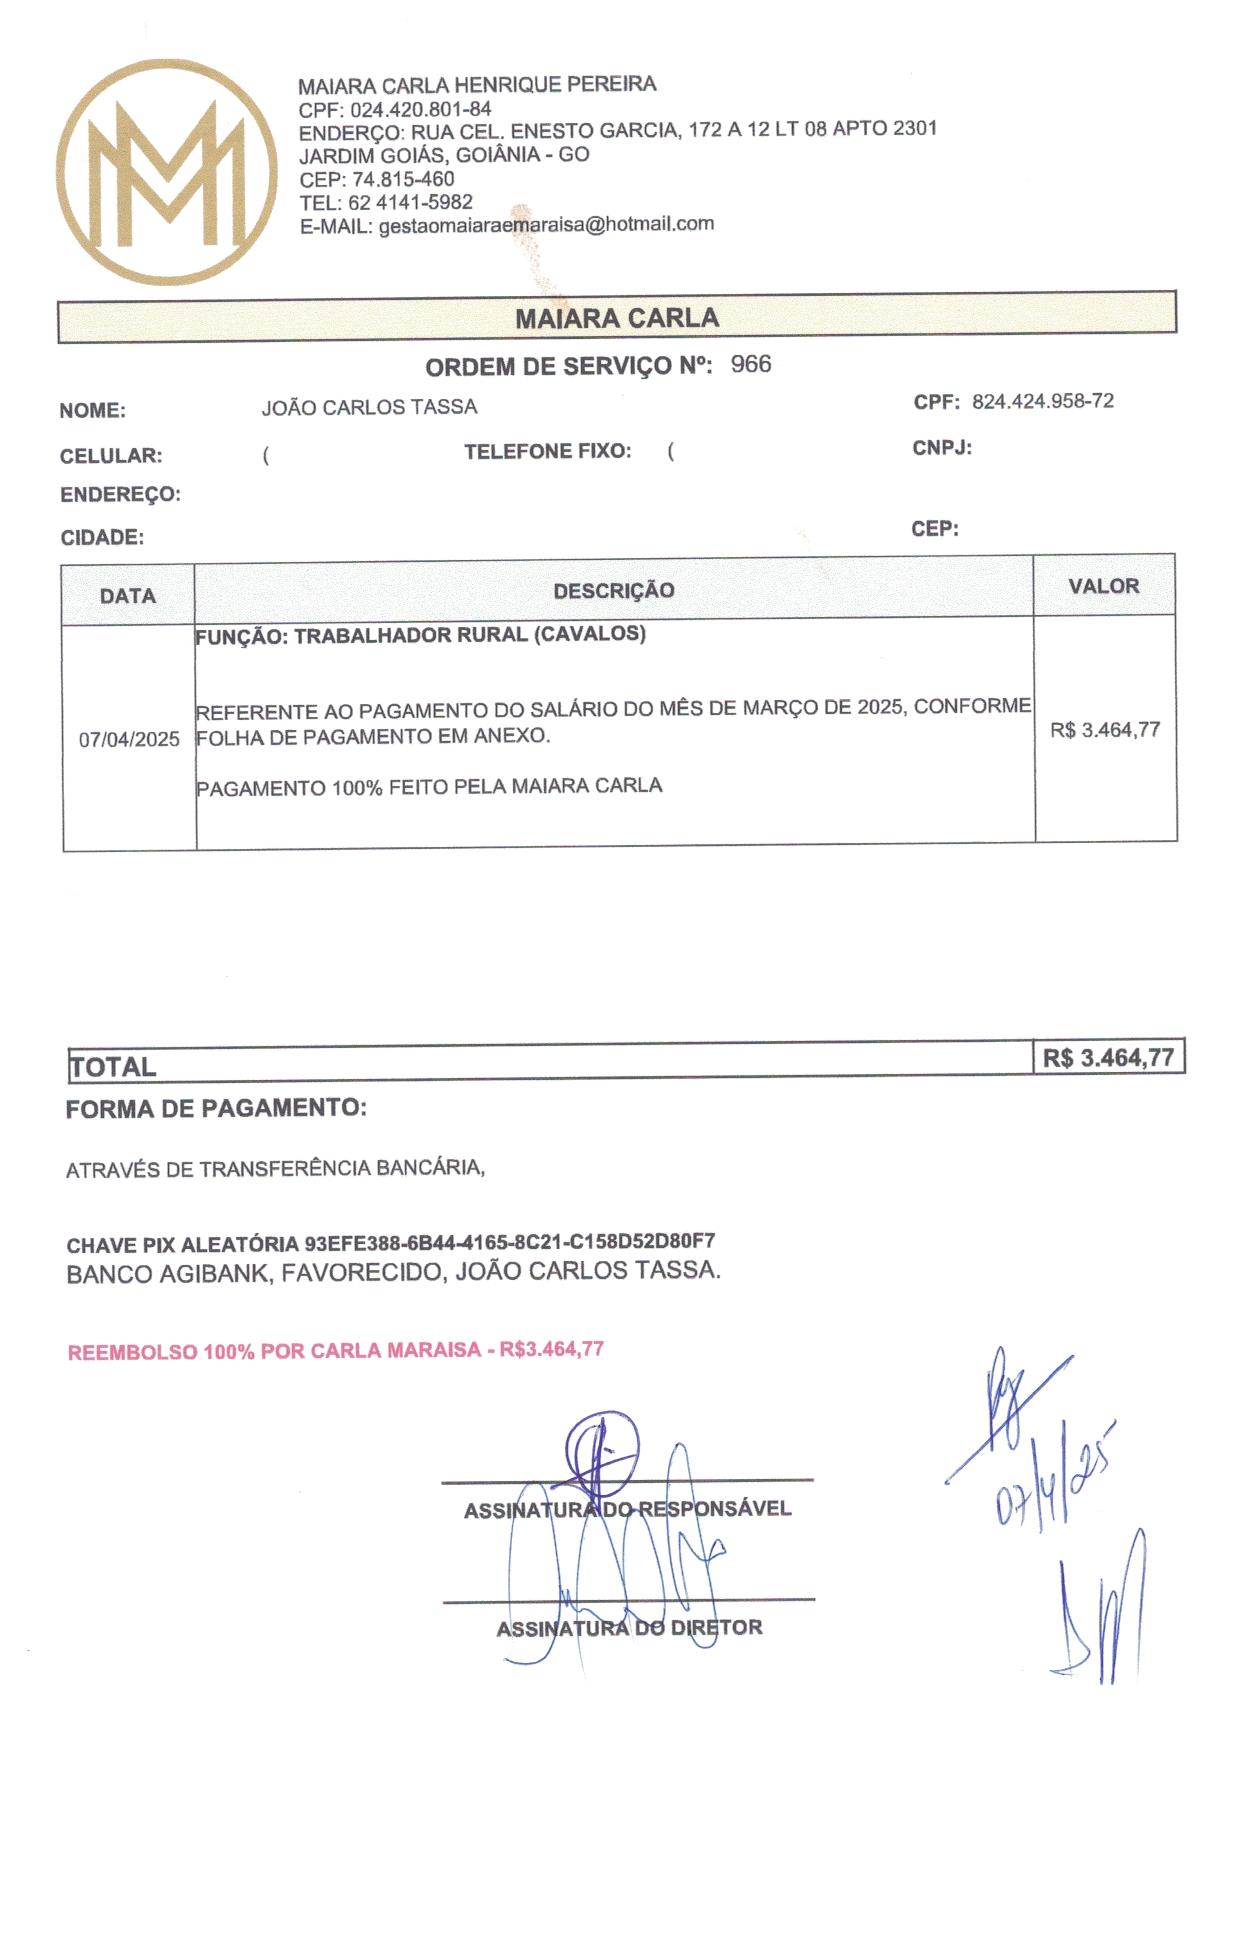 MAIARA CARLA HENRIQUE PEREIRA
CPF: 024.420.801-84
ENDERÇO: RUA CEL. ENESTO GARCIA, 172 A 12 LT 08 APTO 2301
JARDIM GOIÁS, GOIÂNIA - GO
CEP: 74.815-460
TEL: 62 4141-5982
E-MAIL: gestaomaiaraemaraisa@hotmail.com
MAIARA CARLA
ORDEM DE SERVIÇO Nº: 966
NOME: JOÃO CARLOS TASSA CPF: 824.424.958-72
CELULAR: ( TELEFONE FIXO: ( CNPJ:
ENDEREÇO:
CIDADE: CEP:
DATA DESCRIÇÃO VALOR
FUNÇÃO: TRABALHADOR RURAL (CAVALOS)
REFERENTE AO PAGAMENTO DO SALÁRIO DO MÊS DE MARÇO DE 2025, CONFORME
07/04/2025 FOLHA DE PAGAMENTO EM ANEXO. R$ 3.464,77
PAGAMENTO 100% FEITO PELA MAIARA CARLA
TOTAL R$ 3.464,77
FORMA DE PAGAMENTO:
ATRAVÉS DE TRANSFERÊNCIA BANCÁRIA,
CHAVE PIX ALEATÓRIA 93EFE388-6B44-4165-8C21-C158D52D80F7
BANCO AGIBANK, FAVORECIDO, JOÃO CARLOS TASSA.
REEMBOLSO 100% POR CARLA MARAISA - R$3.464,77
07/4/25
ASSINATURA DO RESPONSÁVEL
ASSINATURA DO DIRETOR